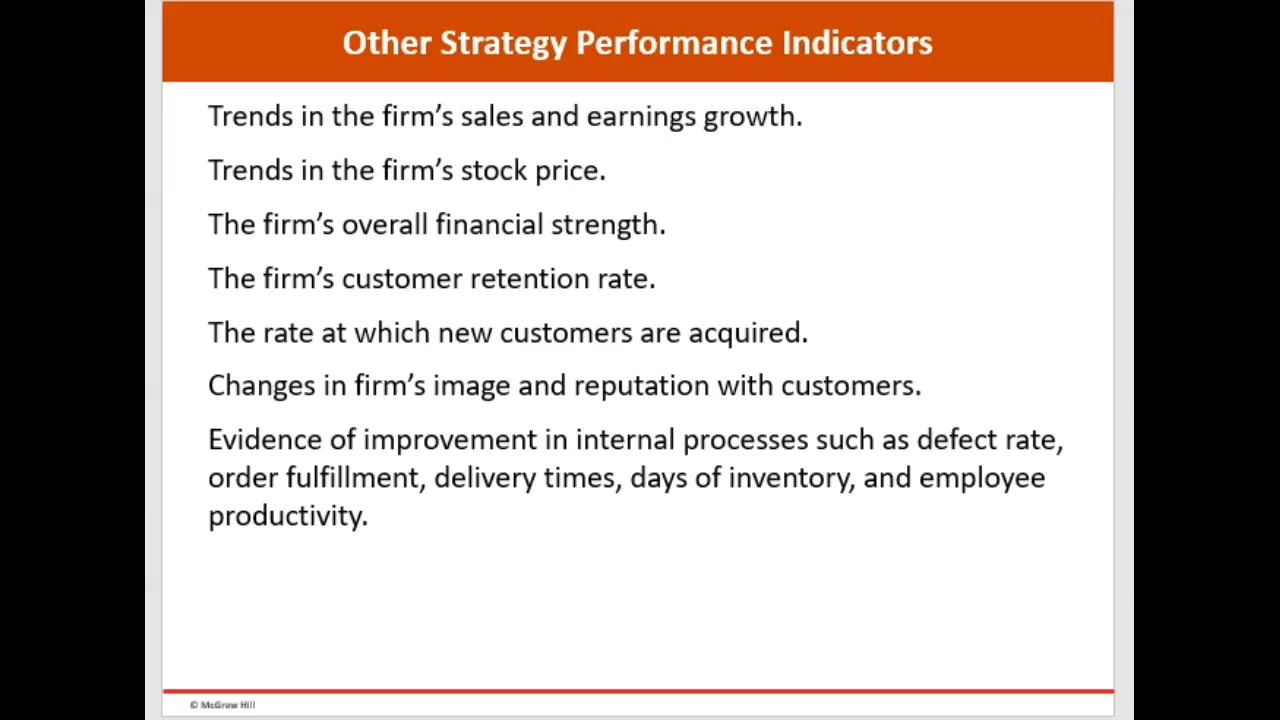 Other Strategy Performance Indicators
Trends in the firm’s sales and earnings growth.
Trends in the firm’s stock price.
The firm’s overall financial strength.
The firm’s customer retention rate.
The rate at which new customers are acquired.
Changes in firm’s image and reputation with customers.
Evidence of improvement in internal processes such as defect rate,
order fulfillment, delivery times, days of inventory, and employee
productivity.
© McGraw Hill